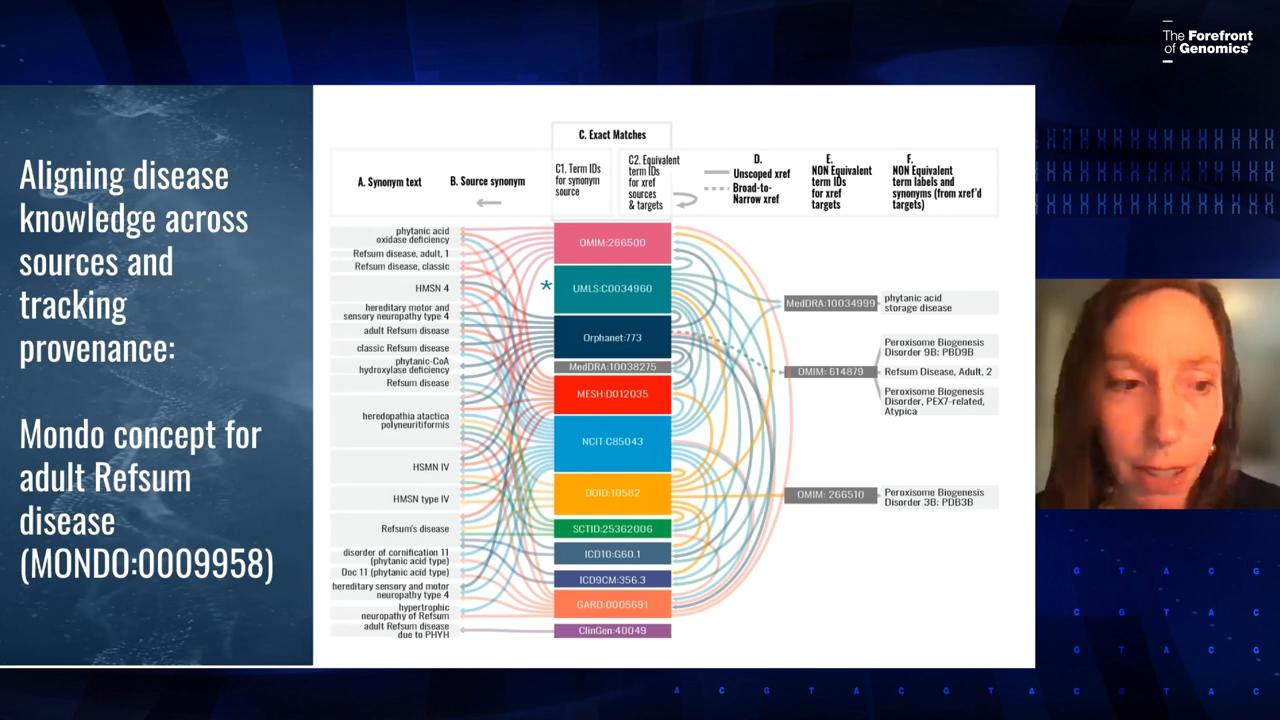 The Forefront
of Genomics®
Aligning disease
knowledge across
sources and
tracking
provenance:
Mondo concept for
adult Refsum
disease
(MONDO:0009958)
C. Exact Matches
A. Synonym text
B. Source synonym
C1. Term IDs
for synonym
source
C2. Equivalent
term IDs
for xref
sources
& targets
D.
Unscoped xref
Broad-to-
Narrow xref
E.
NON Equivalent
term IDs
for xref
targets
F.
NON Equivalent
term labels and
synonyms (from xref'd
targets)
phytanic acid
oxidase deficiency
Refsum disease, adult, 1
Refsum disease, classic
HMSN 4
hereditary motor and
sensory neuropathy type 4
adult Refsum disease
classic Refsum disease
phytanic-CoA
hydroxylase deficiency
Refsum disease
heredopathia atactica
polyneuritiformis
HSMN IV
HMSN type IV
Refsum's disease
disorder of cornification 11
(phytanic acid type)
Doc 11 (phytanic acid type)
hereditary sensory and motor
neuropathy type 4
hypertrophic
neuropathy of Refsum
adult Refsum disease
due to PHYH
OMIM:266500
*
UMLS:C0034960
Orphanet:773
MedDRA:10038275
MESH:D012035
NCIT:C85043
DOID:10582
SCTID:25362006
ICD10:G60.1
ICD9CM:356.3
GARD:0005691
ClinGen:40049
MedDRA:10034999
OMIM: 614879
OMIM: 266510
phytanic acid
storage disease
Peroxisome Biogenesis
Disorder 9B: PBD9B
Refsum Disease, Adult, 2
Peroxisome Biogenesis
Disorder, PEX7-related,
Atypica
Peroxisome Biogenesis
Disorder 3B: PDB3B
G T A C G
C G T A C
G T A C G
A C G T A C G T A C G T A C G